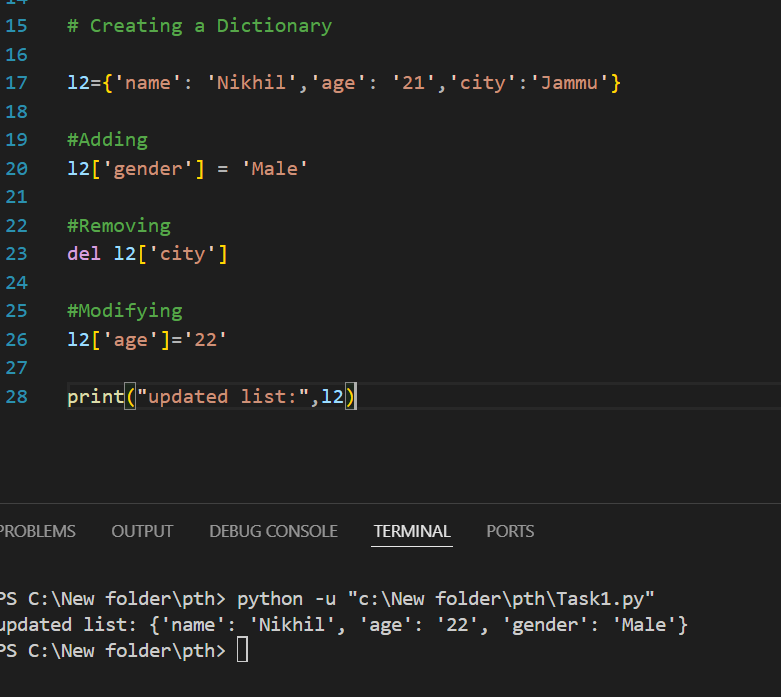 14
15 # Creating a Dictionary
16
17 l2={'name': 'Nikhil','age': '21','city':'Jammu'}
18
19 #Adding
20 l2['gender'] = 'Male'
21
22 #Removing
23 del l2['city']
24
25 #Modifying
26 l2['age']='22'
27
28 print("updated list:",l2)
PROBLEMS OUTPUT DEBUG CONSOLE TERMINAL PORTS
PS C:\New folder\pth> python -u "c:\New folder\pth\Task1.py"
updated list: {'name': 'Nikhil', 'age': '22', 'gender': 'Male'}
PS C:\New folder\pth>